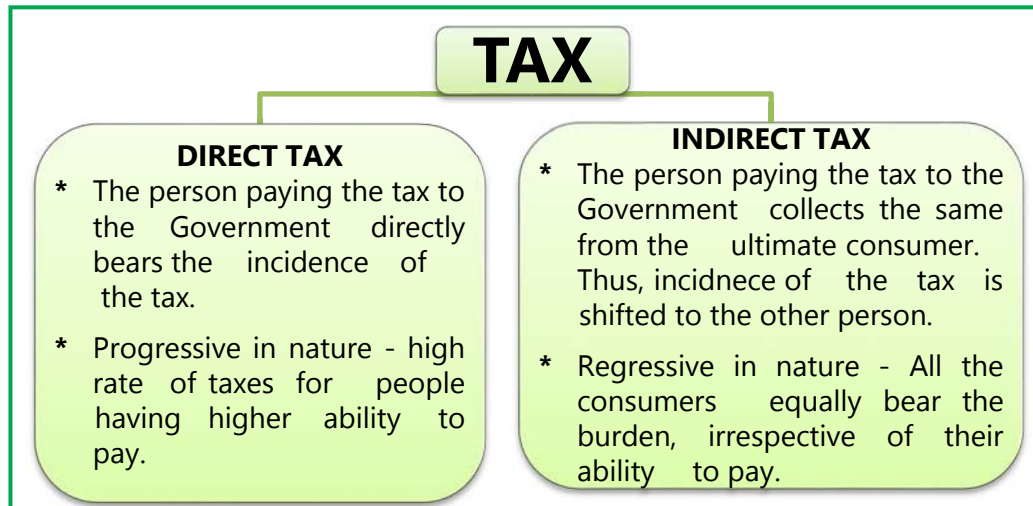 TAX
DIRECT TAX
* The person paying the tax to
the Government directly
bears the incidence of
the tax.
* Progressive in nature - high
rate of taxes for people
having higher ability to
pay.
INDIRECT TAX
* The person paying the tax to the
Government collects the same
from the ultimate consumer.
Thus, incidnece of the tax is
shifted to the other person.
* Regressive in nature - All the
consumers equally bear the
burden, irrespective of their
ability to pay.